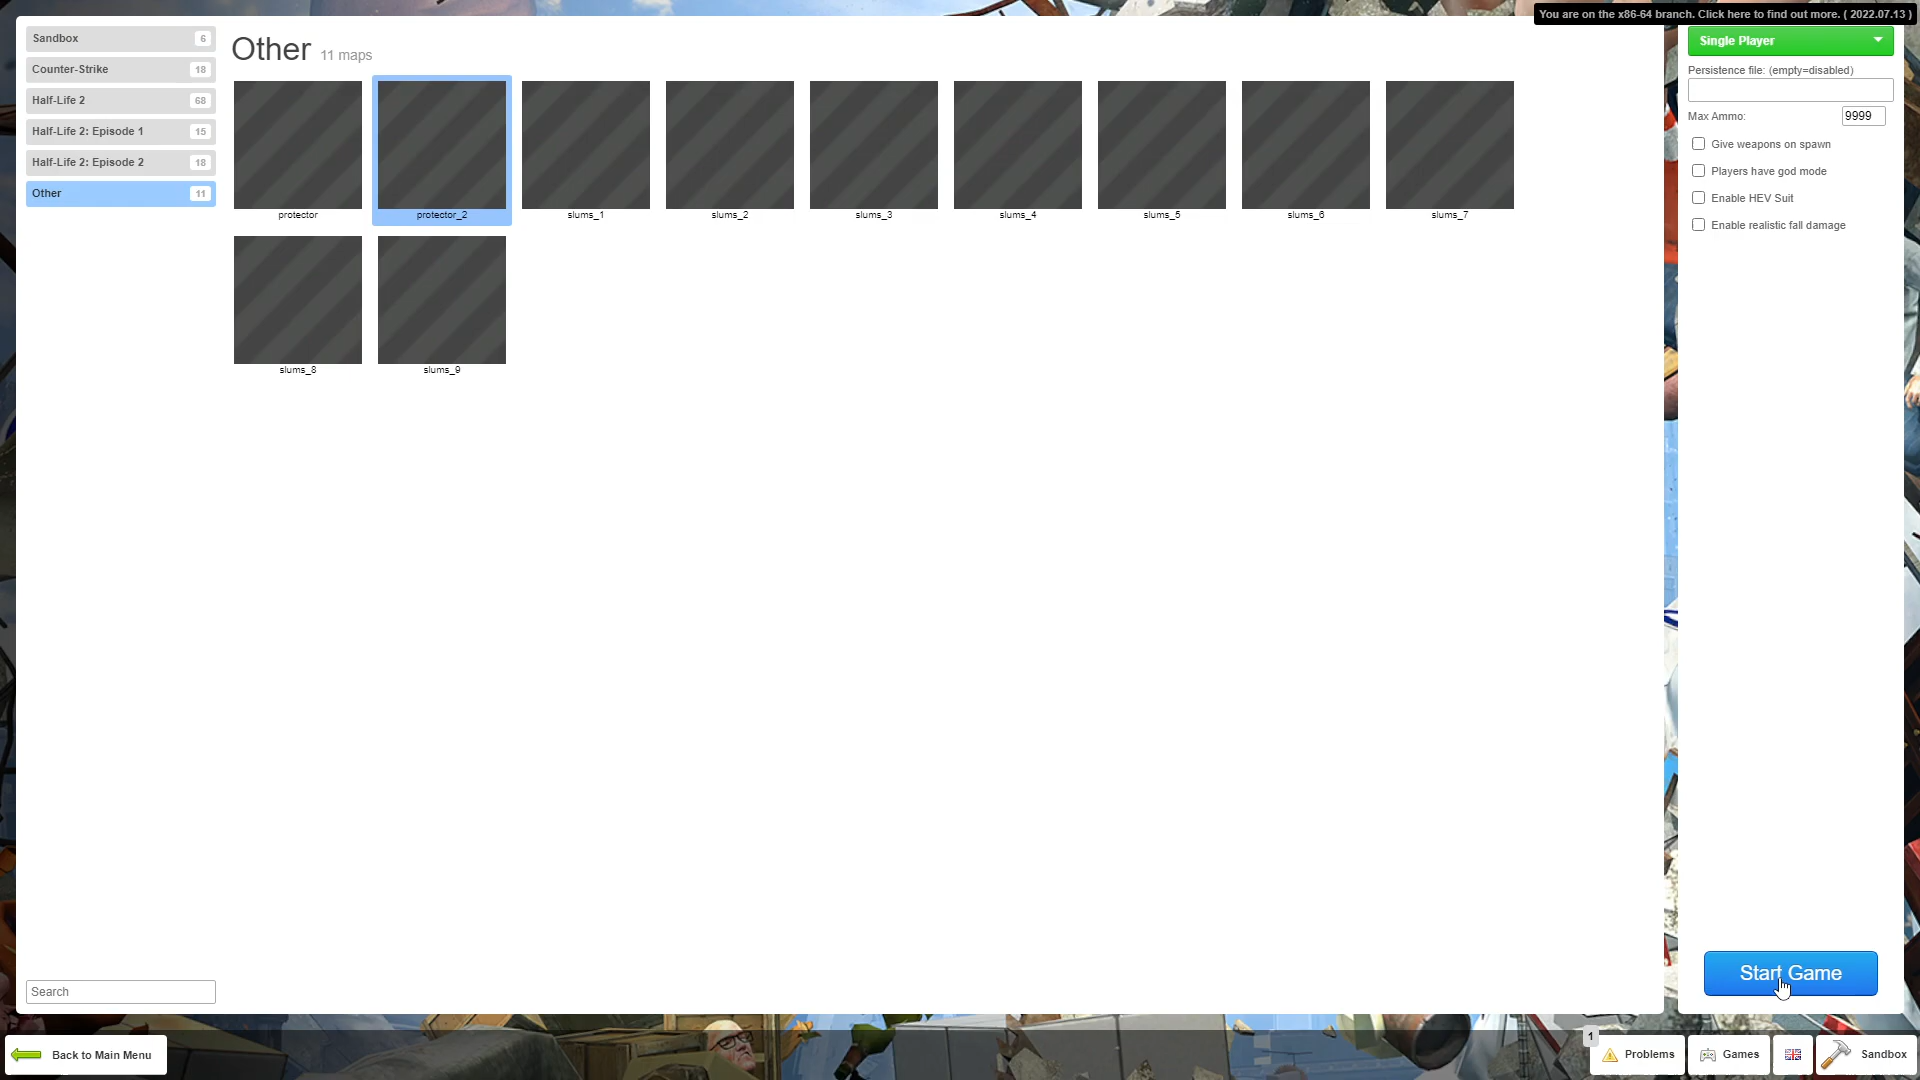 You are on the x86-64 branch. Click here to find out more. ( 2022.07.13 )
Sandbox 6
Counter-Strike 18
Half-Life 2 68
Half-Life 2: Episode 1 15
Half-Life 2: Episode 2 18
Other 11
Search
Other 11 maps
protector
protector_2
slums_1
slums_2
slums_3
slums_4
slums_5
slums_6
slums_7
slums_8
slums_9
Single Player
Persistence file: (empty=disabled)
Max Ammo: 9999
Give weapons on spawn
Players have god mode
Enable HEV Suit
Enable realistic fall damage
Start Game
Back to Main Menu
1
Problems
Games
Sandbox